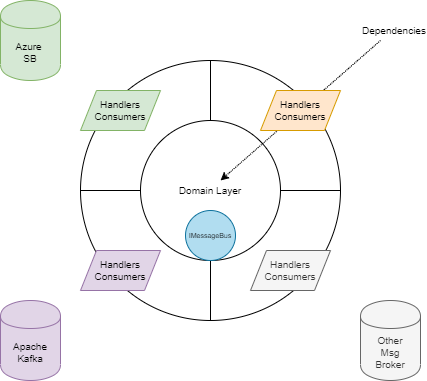 Azure
SB
Dependencies
Handlers
Consumers
Handlers
Consumers
Domain Layer
IMessageBus
Handlers
Consumers
Handlers
Consumers
Apache
Kafka
Other
Msg
Broker